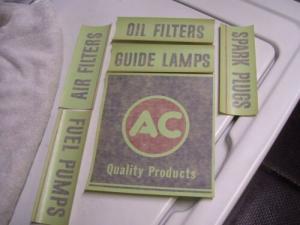 OIL FILTERS
GUIDE LAMPS
AIR FILTERS
FUEL PUMPS
SPARK PLUGS
AC
Quality Products